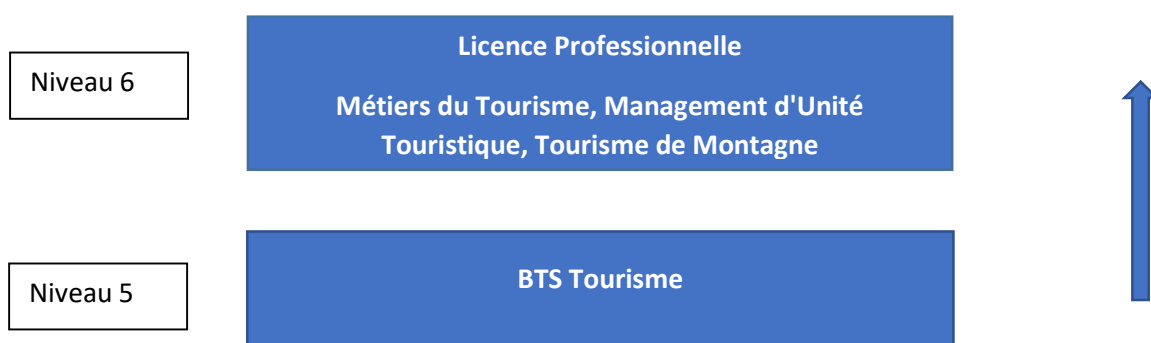 Licence Professionnelle
Niveau 6
Métiers du Tourisme, Management d'Unité
Touristique, Tourisme de Montagne
BTS Tourisme
Niveau 5